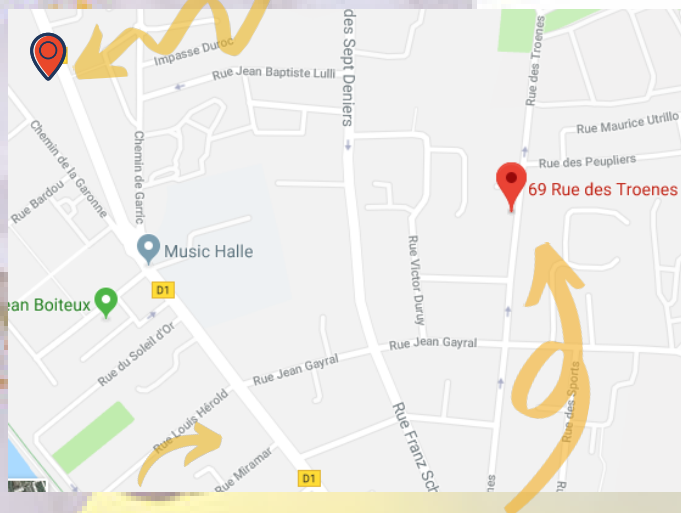 Impasse Duroc
Rue Jean Baptiste Lulli
des Sept Deniers
Rue des Troenes
Rue Maurice Utrillo
Rue des Peupliers
69 Rue des Troenes
Chemin de la Garonne
Chemin de Garric
Rue Bardou
Music Halle
D1
ean Boiteux
Rue Victor Duruy
Rue du Soleil d'Or
Rue Jean Gayral
Rue Jean Gayral
Rue des Sports
Rue Louis Hérold
Rue Franz Sch
Rue Miramar
D1
nes
Ru